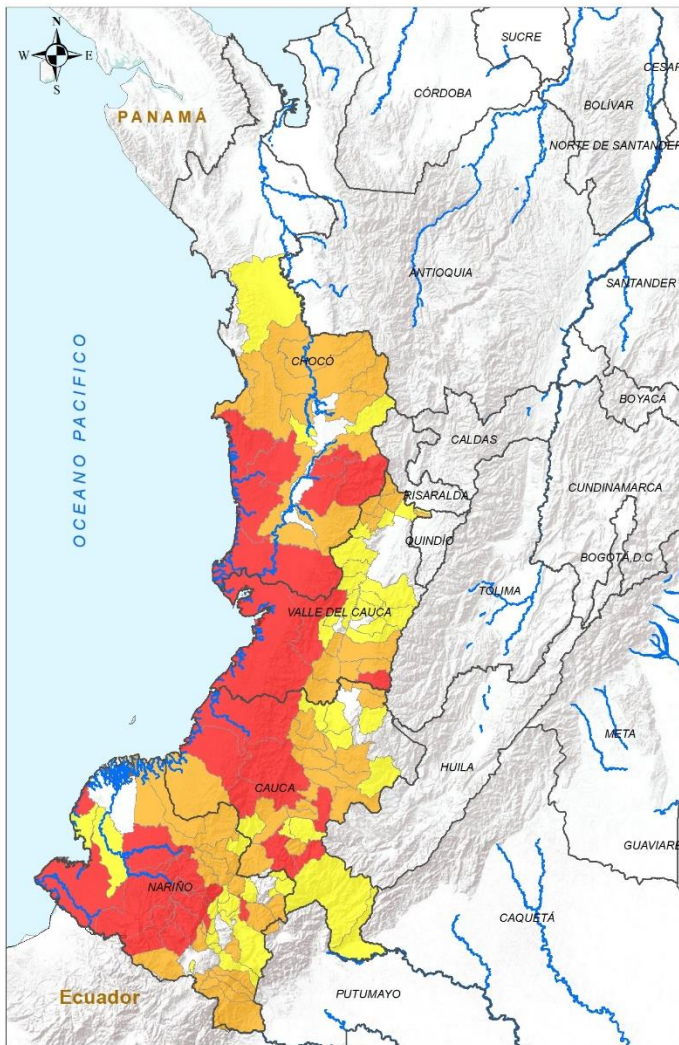 N
W E
S
SUCRE
CESAR
CÓRDOBA
BOLÍVAR
PANAMÁ
NORTE DE SANTANDER
ANTIOQUIA
SANTANDER
OCEANO PACIFICO
CHOCÓ
BOYACÁ
CALDAS
CUNDINAMARCA
RISARALDA
QUINDÍO
BOGOTÁ, D.C
TOLIMA
VALLE DEL CAUCA
META
HUILA
CAUCA
GUAVIARE
NARIÑO
CAQUETÁ
Ecuador
PUTUMAYO